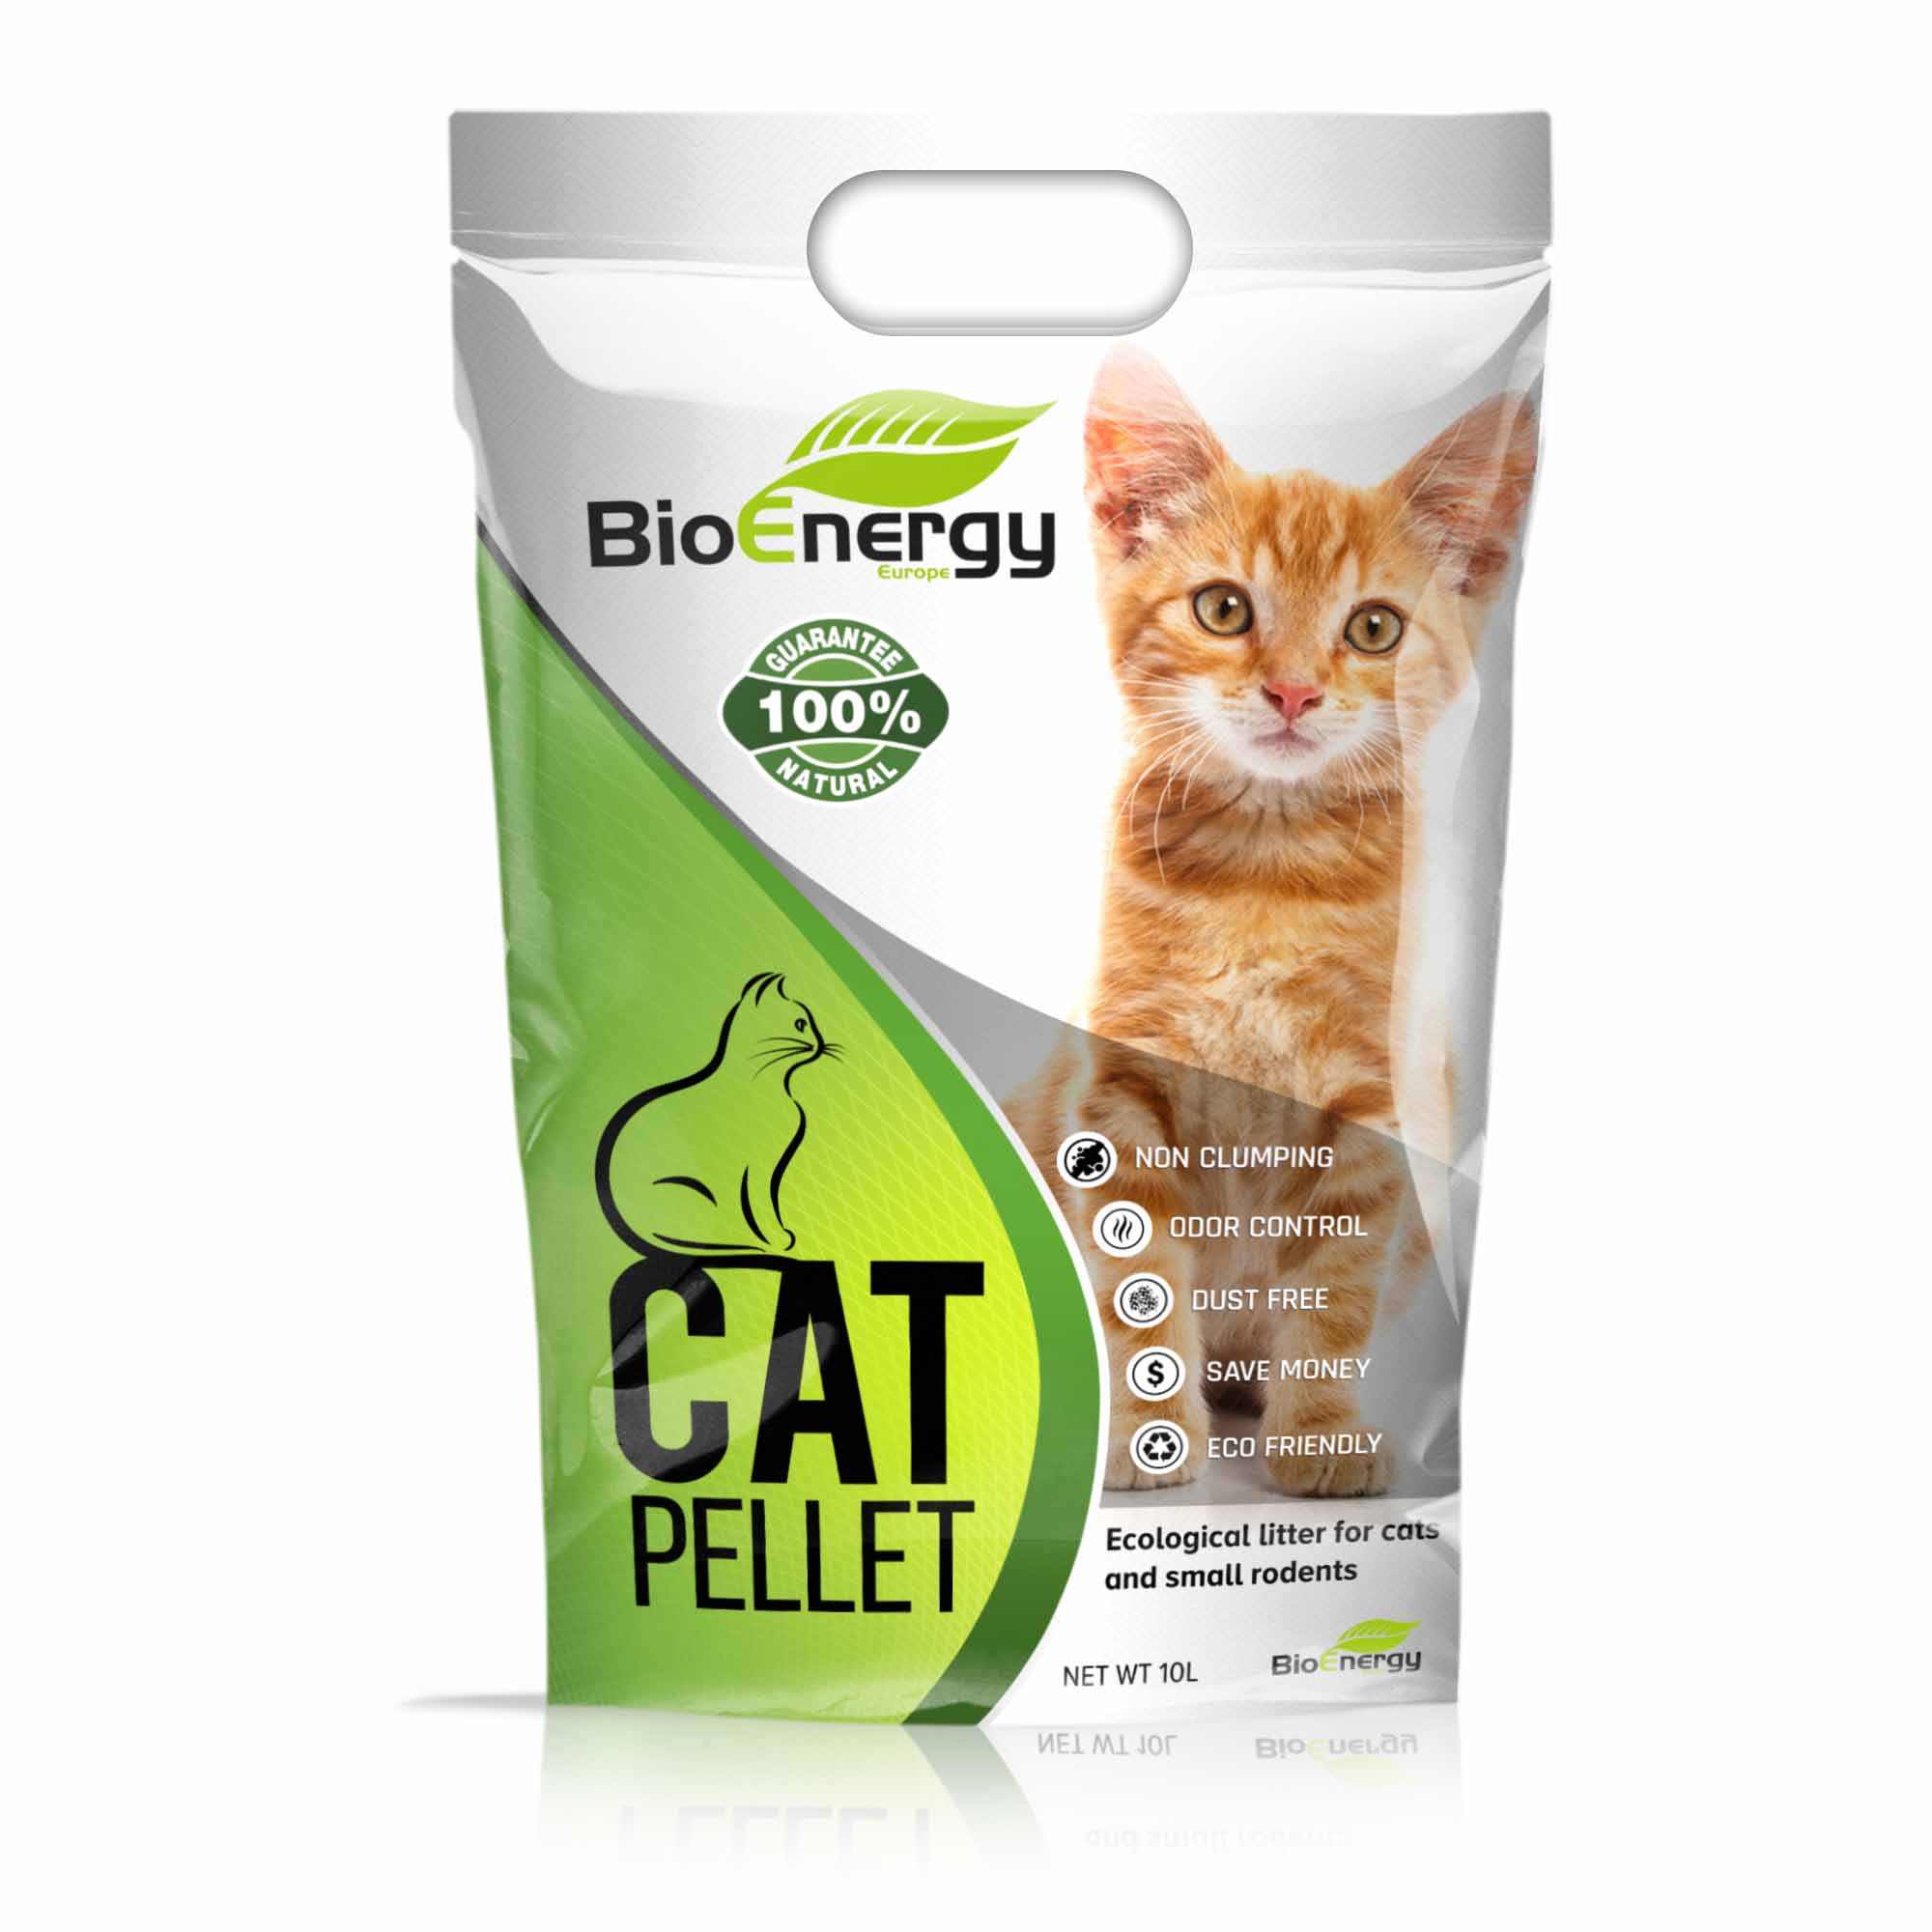 BioEnergy
Europe
GUARANTEE
100%
NATURAL
NON CLUMPING
ODOR CONTROL
DUST FREE
$ SAVE MONEY
ECO FRIENDLY
CAT
PELLET
Ecological litter for cats
and small rodents
NET WT 10L
BioEnergy